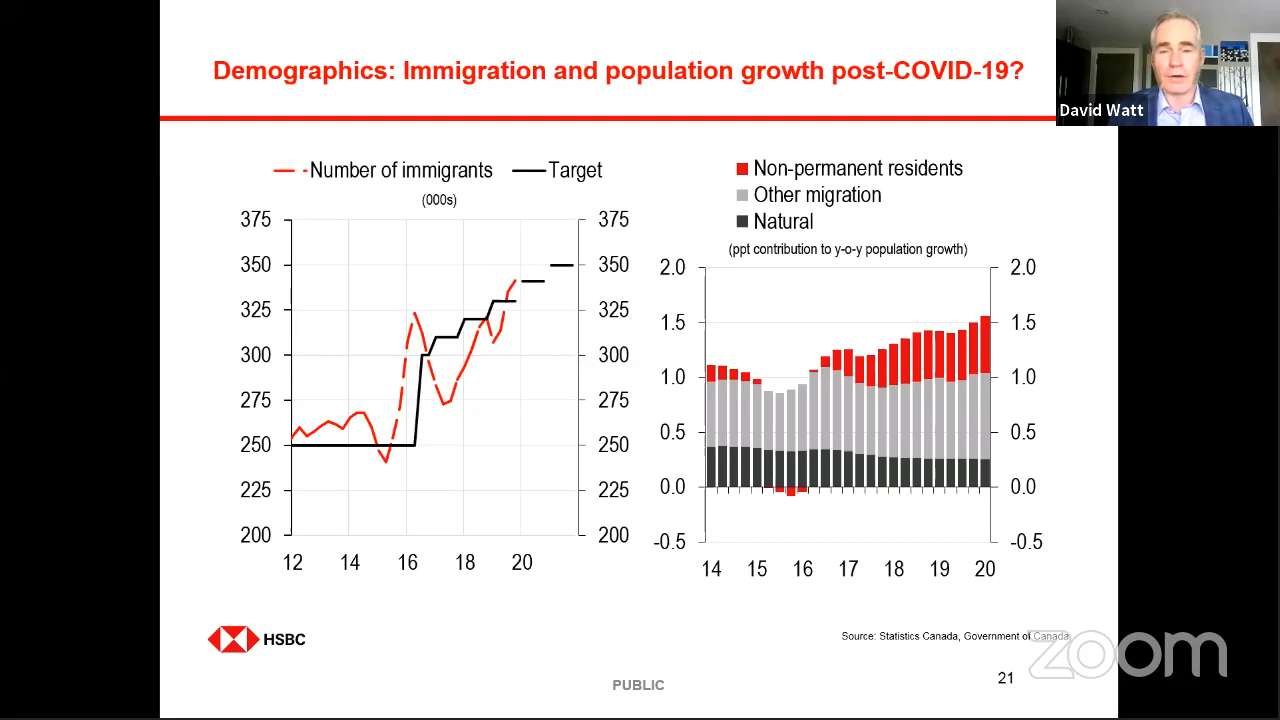 Demographics: Immigration and population growth post-COVID-19?
David Watt
Number of immigrants Target
(000s)
375 375
350 350
325 325
300 300
275 275
250 250
225 225
200 200
12 14 16 18 20
Non-permanent residents
Other migration
Natural
(ppt contribution to y-o-y population growth)
2.0 2.0
1.5 1.5
1.0 1.0
0.5 0.5
0.0 0.0
-0.5 -0.5
14 15 16 17 18 19 20
HSBC
Source: Statistics Canada, Government of Canada
zoom
21
PUBLIC